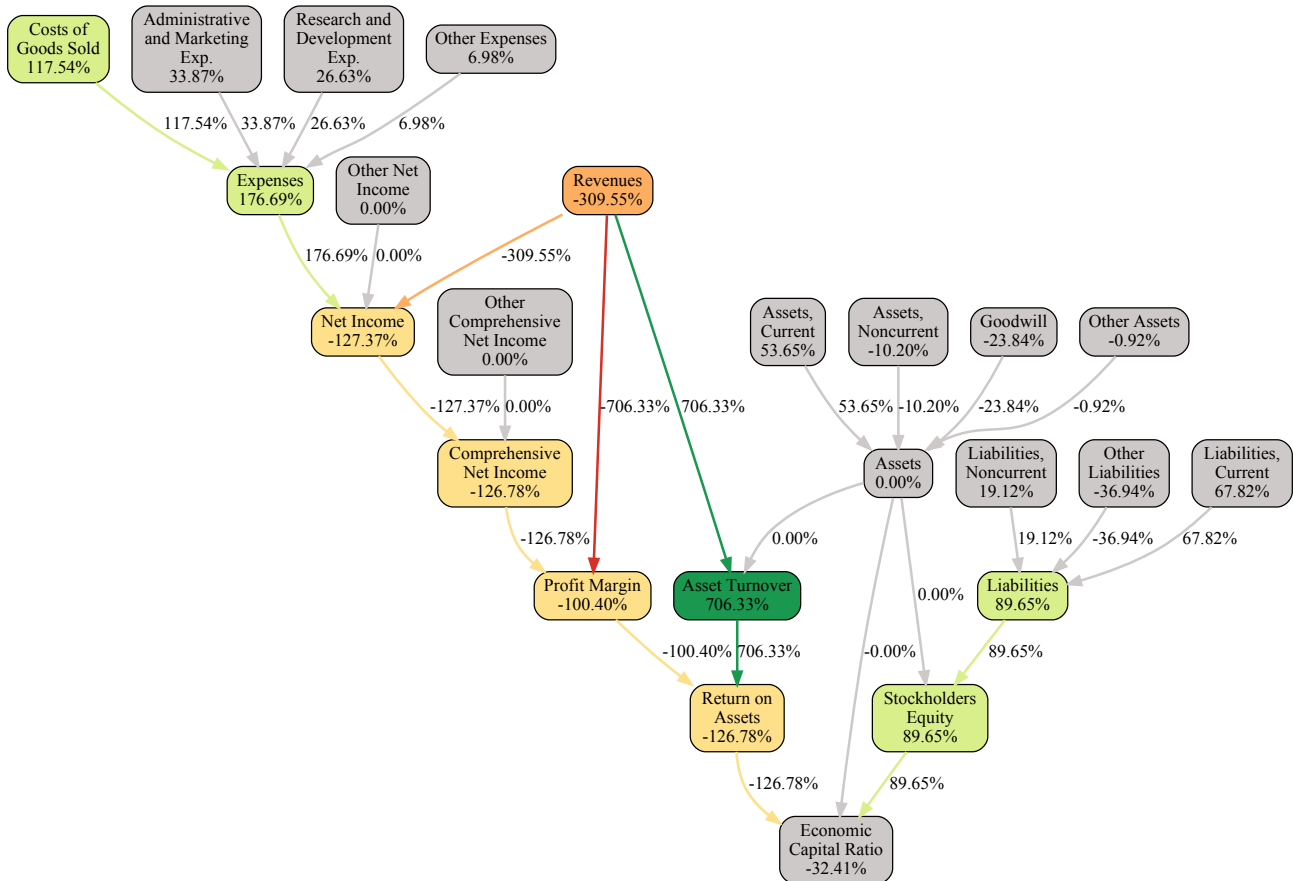 Costs of
Goods Sold
117.54%
Administrative
and Marketing
Exp.
33.87%
Research and
Development
Exp.
26.63%
Other Expenses
6.98%
117.54%
33.87%
26.63%
6.98%
Expenses
176.69%
Other Net
Income
0.00%
Revenues
-309.55%
176.69%
0.00%
-309.55%
Net Income
-127.37%
Other
Comprehensive
Net Income
0.00%
Assets,
Current
53.65%
Assets,
Noncurrent
-10.20%
Goodwill
-23.84%
Other Assets
-0.92%
-127.37%
0.00%
-706.33%
706.33%
53.65%
-10.20%
-23.84%
-0.92%
Comprehensive
Net Income
-126.78%
Assets
0.00%
Liabilities,
Noncurrent
19.12%
Other
Liabilities
-36.94%
Liabilities,
Current
67.82%
-126.78%
0.00%
19.12%
-36.94%
67.82%
Profit Margin
-100.40%
Asset Turnover
706.33%
0.00%
Liabilities
89.65%
-100.40%
706.33%
-0.00%
89.65%
Return on
Assets
-126.78%
Stockholders
Equity
89.65%
-126.78%
89.65%
Economic
Capital Ratio
-32.41%